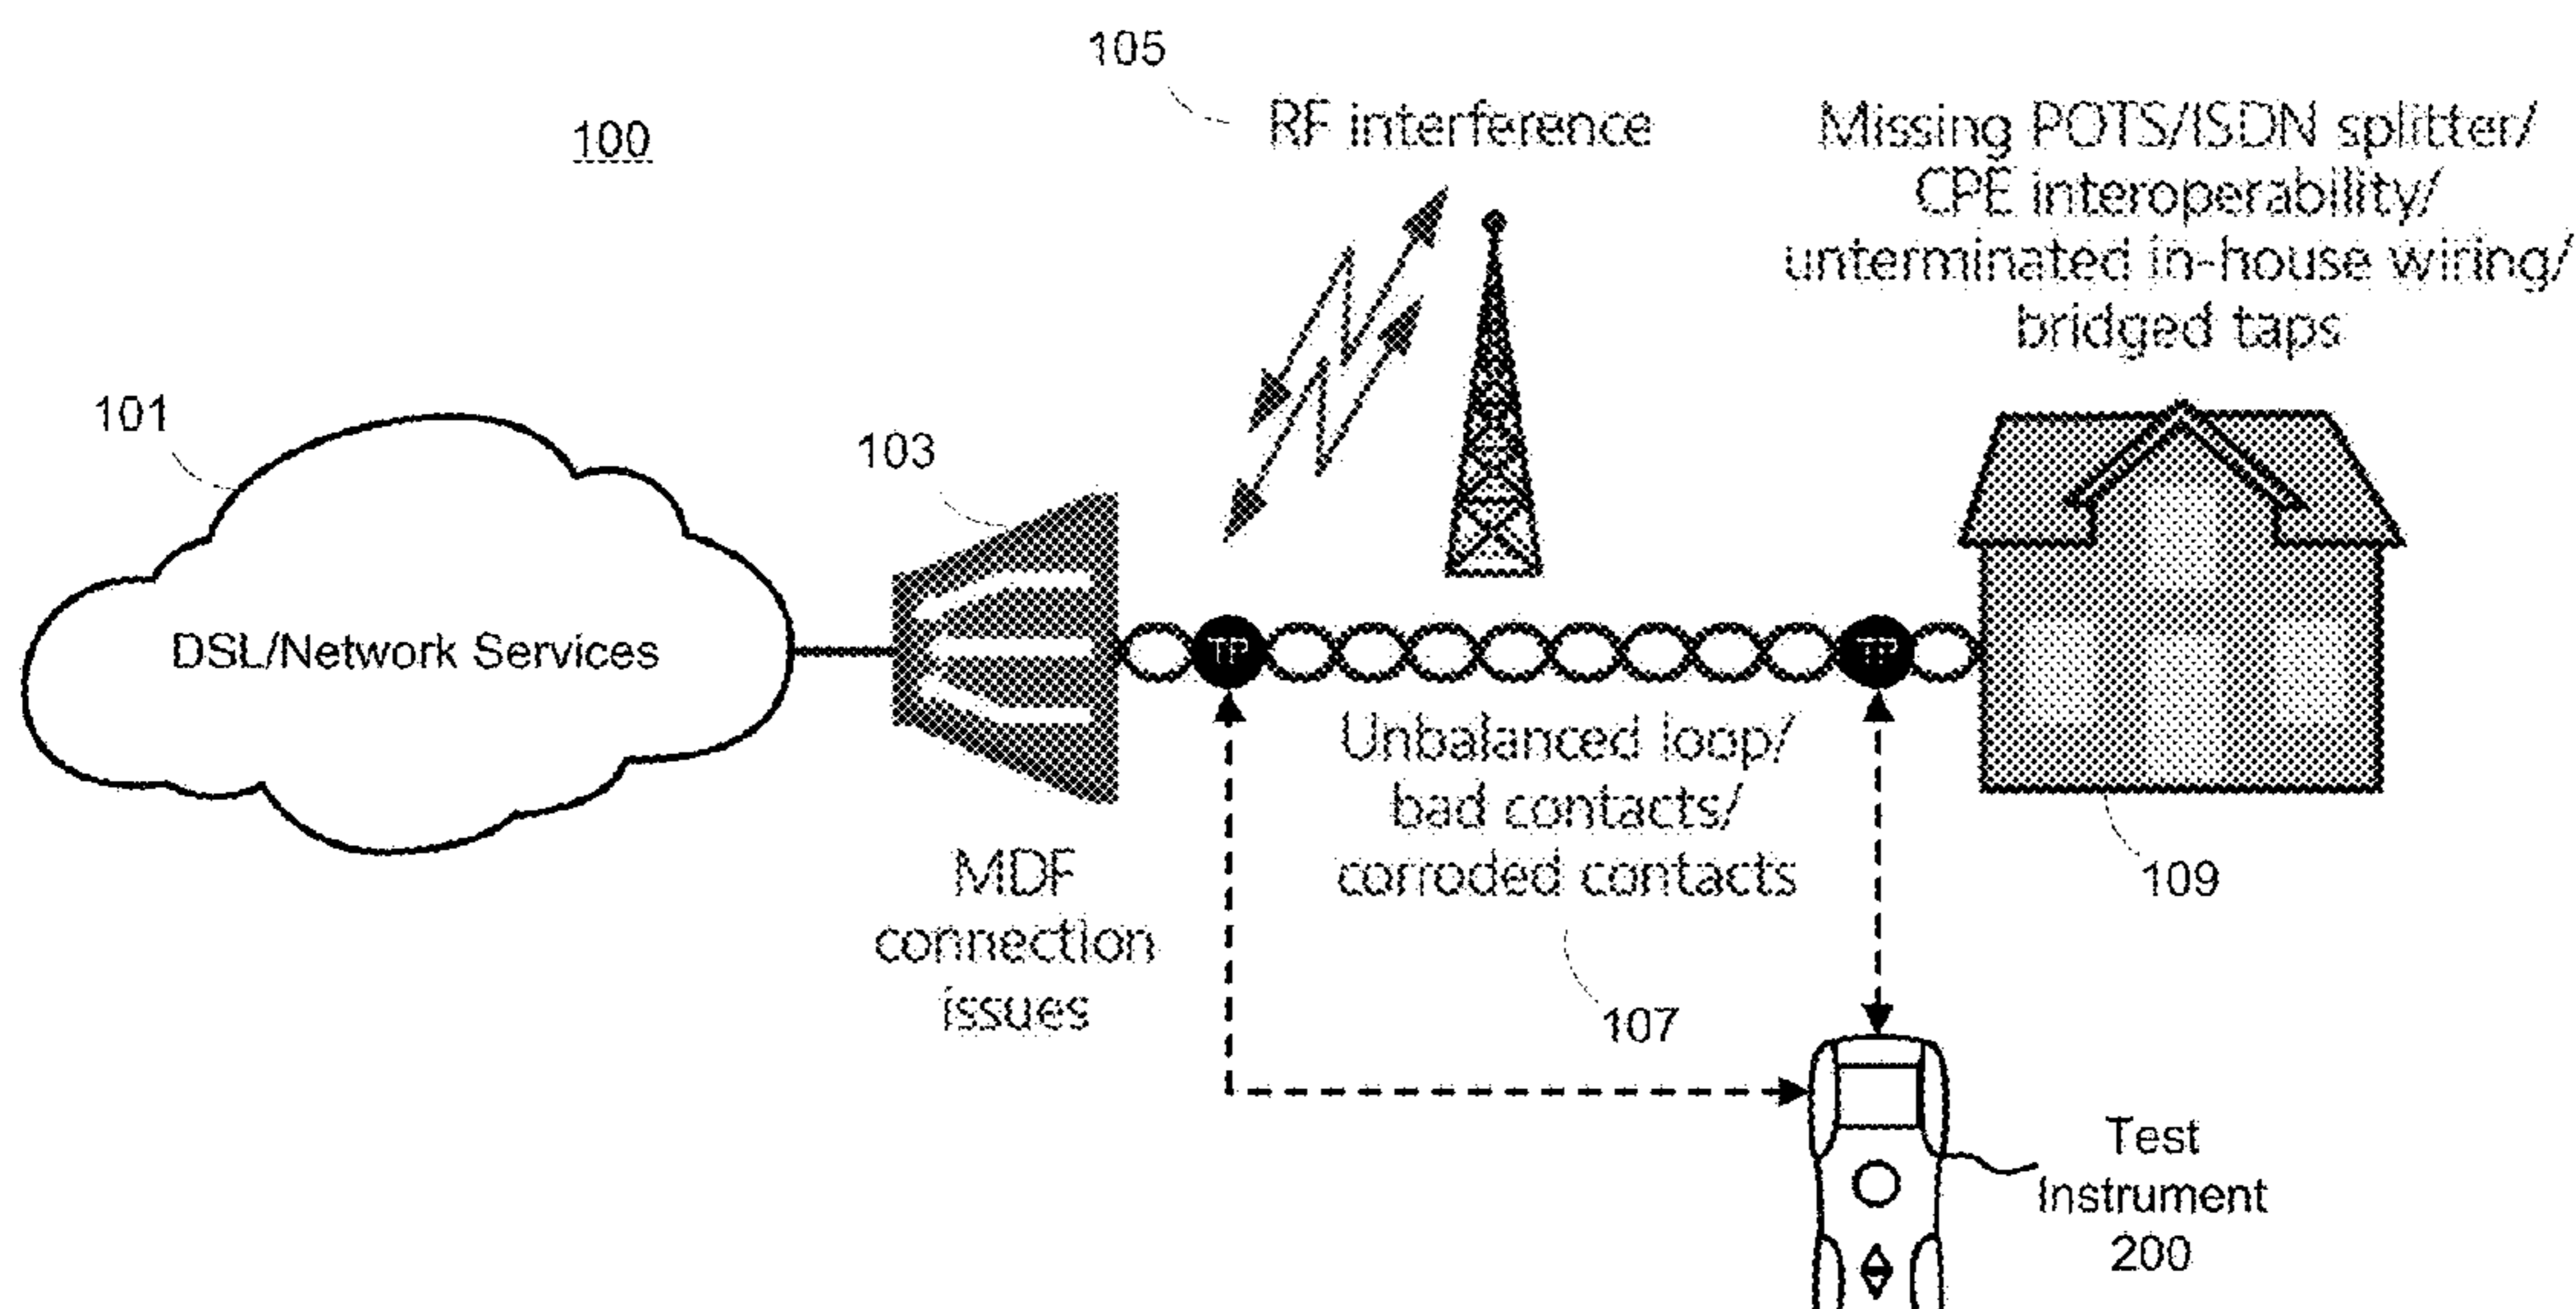 105
RF interference
100
Missing POTS/ISDN splitter/
CPE interoperability/
unterminated in-house wiring/
bridged taps
101
103
DSL/Network Services
TP
TP
Unbalanced loop/
bad contacts/
corroded contacts
MDF
connection
issues
109
107
Test
Instrument
200